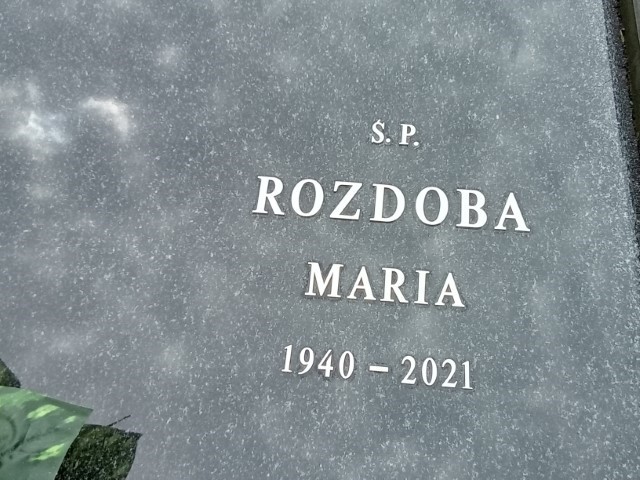 Ś. P.
ROZDOBA
MARIA
1940 – 2021